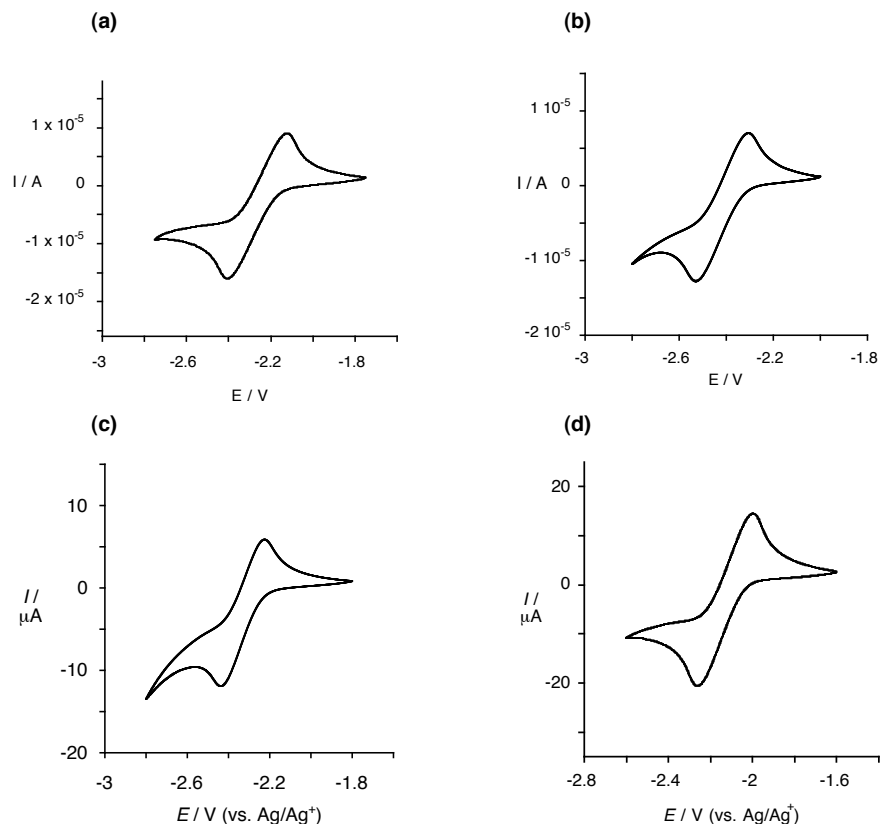 (a)
1 x 10⁻⁵
I / A
0
-1 x 10⁻⁵
-2 x 10⁻⁵
-3
-2.6
-2.2
-1.8
E / V
(b)
1 10⁻⁵
I / A
0
-1 10⁻⁵
-2 10⁻⁵
-3
-2.6
-2.2
-1.8
E / V
(c)
10
I /
μA
0
-10
-20
-3
-2.6
-2.2
-1.8
E / V (vs. Ag/Ag⁺)
(d)
20
I /
μA
0
-20
-2.8
-2.4
-2
-1.6
E / V (vs. Ag/Ag⁺)